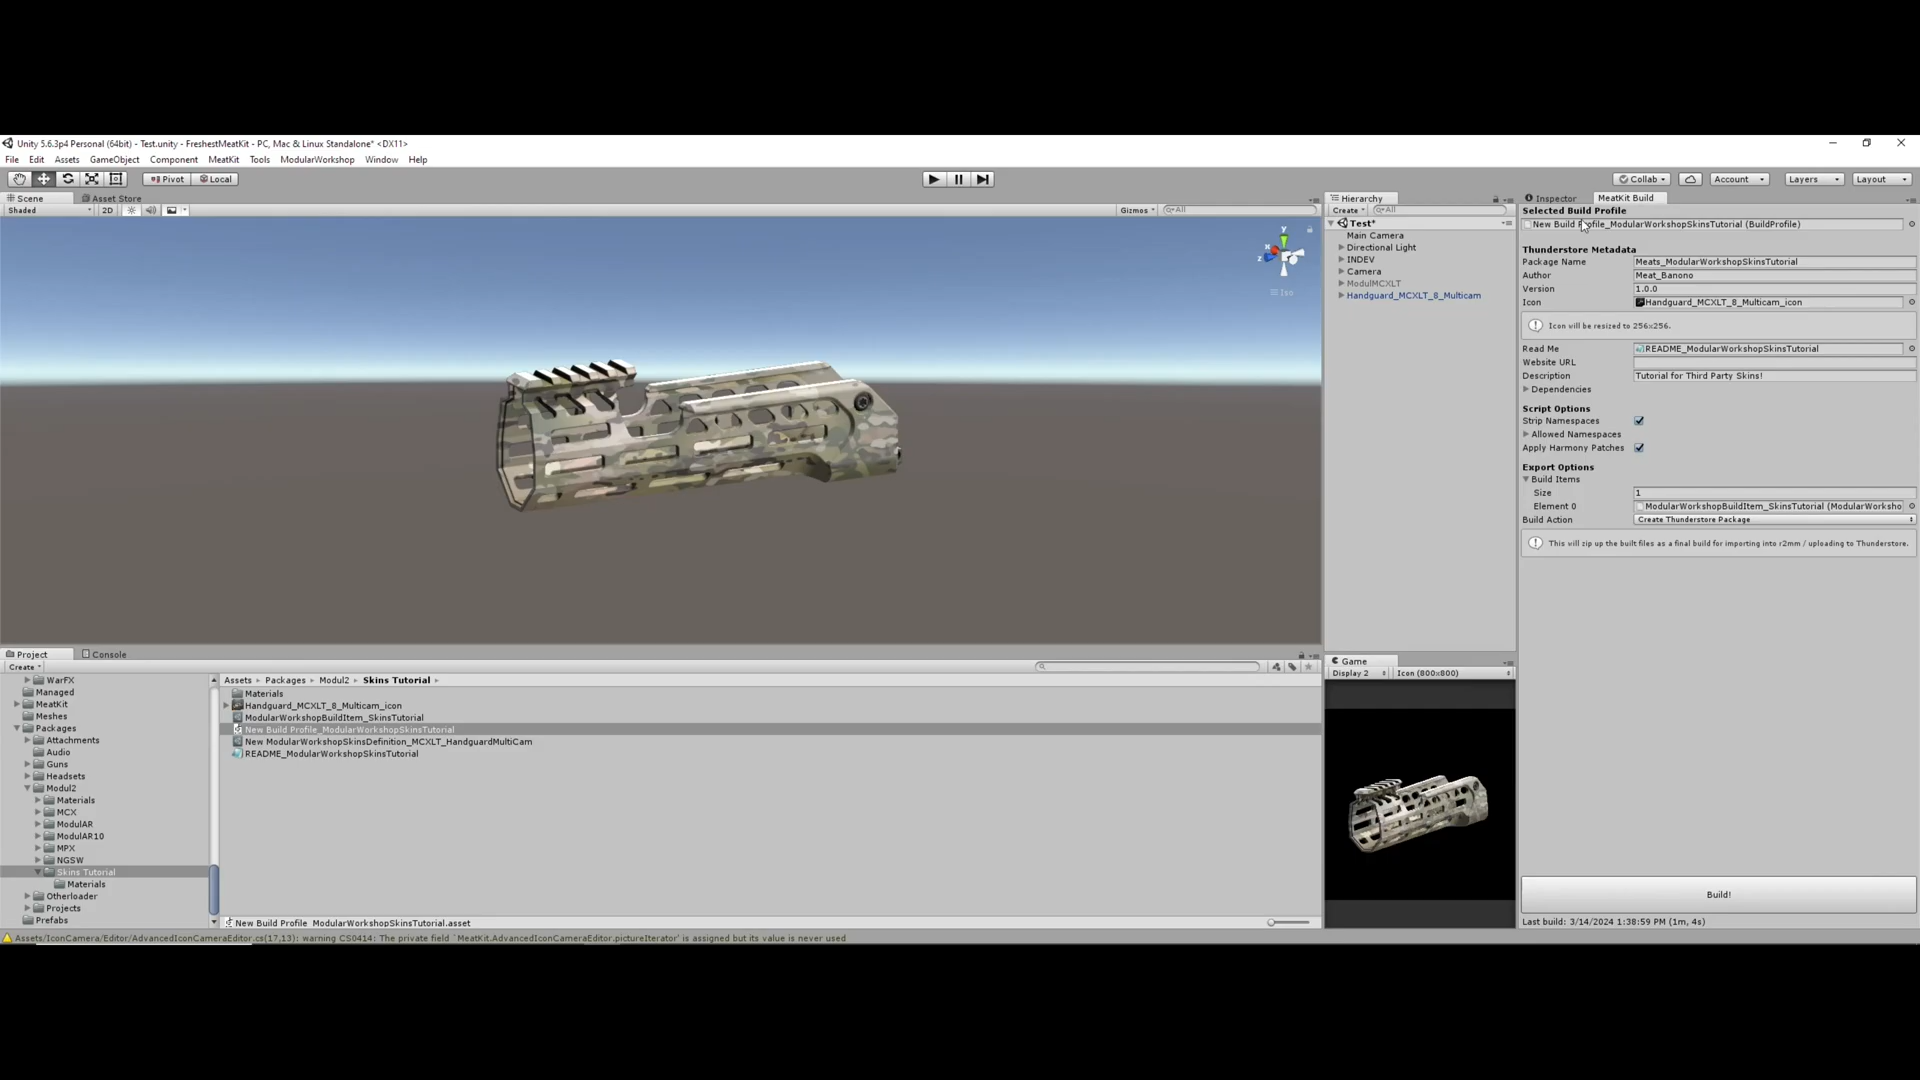 Unity 5.6.3p4 Personal (64bit) - Test.unity - FreshestMeatKit - PC, Mac & Linux Standalone* <DX11>
File Edit Assets GameObject Component MeatKit Tools ModularWorkshop Window Help
Pivot Local Collab Account Layers Layout
Scene Asset Store
Shaded 2D Gizmos All
y x z
Iso
Hierarchy
Create All
Test*
Main Camera
Directional Light
INDEV
Camera
ModulMCXLT
Handguard_MCXLT_8_Multicam
Inspector MeatKit Build
Selected Build Profile
New Build Profile_ModularWorkshopSkinsTutorial (BuildProfile)
Thunderstore Metadata
Package Name Meats_ModularWorkshopSkinsTutorial
Author Meat_Banono
Version 1.0.0
Icon Handguard_MCXLT_8_Multicam_icon
Icon will be resized to 256x256.
Read Me README_ModularWorkshopSkinsTutorial
Website URL
Description Tutorial for Third Party Skins!
Dependencies
Script Options
Strip Namespaces
Allowed Namespaces
Apply Harmony Patches
Export Options
Build Items
Size 1
Element 0 ModularWorkshopBuildItem_SkinsTutorial (ModularWorksho
Build Action Create Thunderstore Package
This will zip up the built files as a final build for importing into r2mm / uploading to Thunderstore.
Build!
Last build: 3/14/2024 1:38:59 PM (1m, 4s)
Project Console
Create
WarFX
Managed
MeatKit
Meshes
Packages
Attachments
Audio
Guns
Headsets
Modul2
Materials
MCX
ModulAR
ModulAR10
MPX
NGSW
Skins Tutorial
Materials
Otherloader
Projects
Prefabs
Assets Packages Modul2 Skins Tutorial
Materials
Handguard_MCXLT_8_Multicam_icon
ModularWorkshopBuildItem_SkinsTutorial
New Build Profile_ModularWorkshopSkinsTutorial
New ModularWorkshopSkinsDefinition_MCXLT_HandguardMultiCam
README_ModularWorkshopSkinsTutorial
New Build Profile_ModularWorkshopSkinsTutorial.asset
Game
Display 2 Icon (800x800)
Assets/IconCamera/Editor/AdvancedIconCameraEditor.cs(17,13): warning CS0414: The private field `MeatKit.AdvancedIconCameraEditor.pictureIterator' is assigned but its value is never used